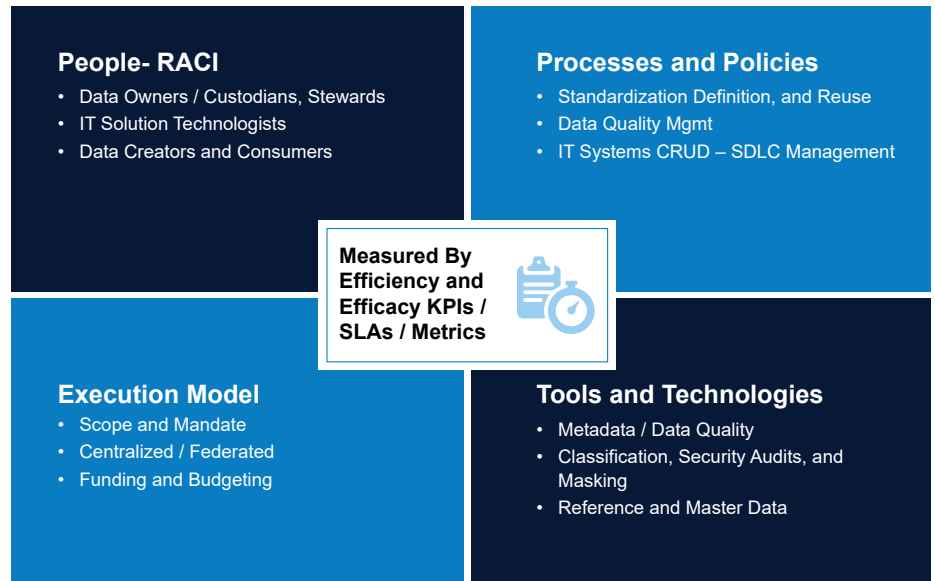 People- RACI
• Data Owners / Custodians, Stewards
• IT Solution Technologists
• Data Creators and Consumers
Processes and Policies
• Standardization Definition, and Reuse
• Data Quality Mgmt
• IT Systems CRUD – SDLC Management
Measured By
Efficiency and
Efficacy KPIs /
SLAs / Metrics
Execution Model
• Scope and Mandate
• Centralized / Federated
• Funding and Budgeting
Tools and Technologies
• Metadata / Data Quality
• Classification, Security Audits, and
Masking
• Reference and Master Data